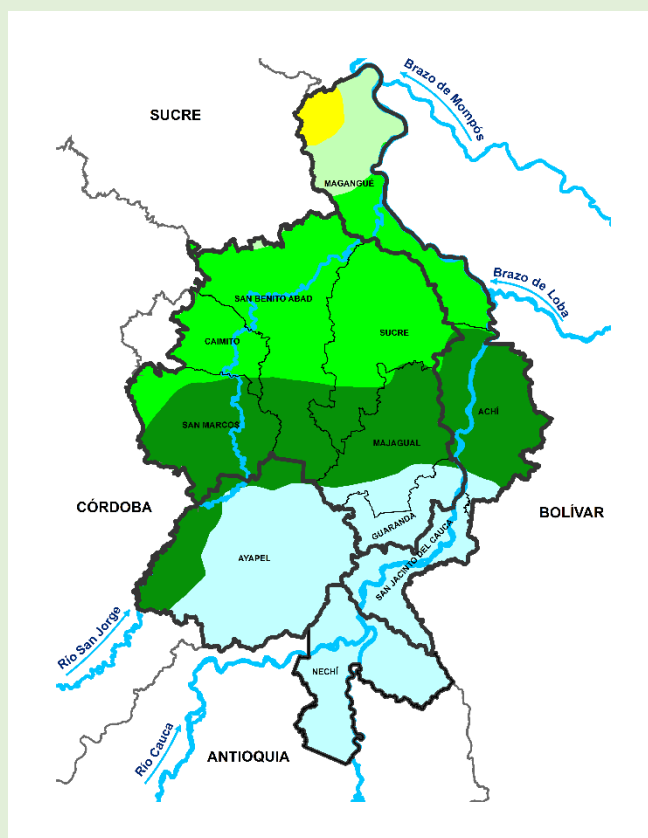 Brazo de Mompós
SUCRE
MAGANGUÉ
Brazo de Loba
SAN BENITO ABAD
SUCRE
CAIMITO
ACHÍ
SAN MARCOS
MAJAGUAL
CÓRDOBA
BOLÍVAR
GUARANDA
AYAPEL
SAN JACINTO DEL CAUCA
Río San Jorge
NECHÍ
Río Cauca
ANTIOQUIA